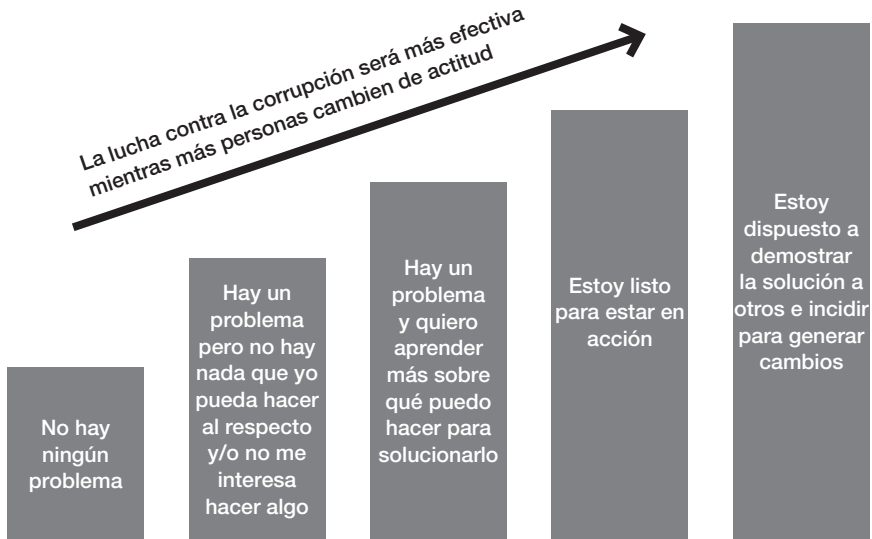 La lucha contra la corrupción será más efectiva
mientras más personas cambien de actitud
No hay
ningún
problema
Hay un
problema
pero no hay
nada que yo
pueda hacer
al respecto
y/o no me
interesa
hacer algo
Hay un
problema
y quiero
aprender
más sobre
qué puedo
hacer para
solucionarlo
Estoy listo
para estar en
acción
Estoy
dispuesto a
demostrar
la solución a
otros e incidir
para generar
cambios